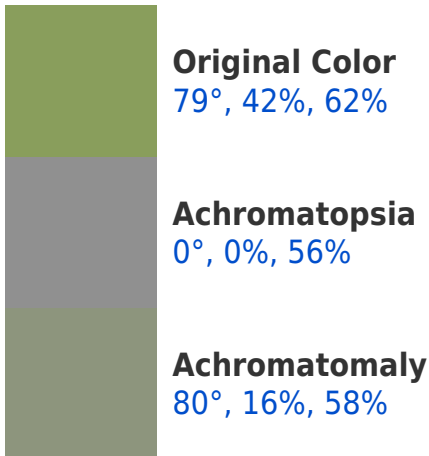 Original Color
79°, 42%, 62%
Achromatopsia
0°, 0%, 56%
Achromatomaly
80°, 16%, 58%